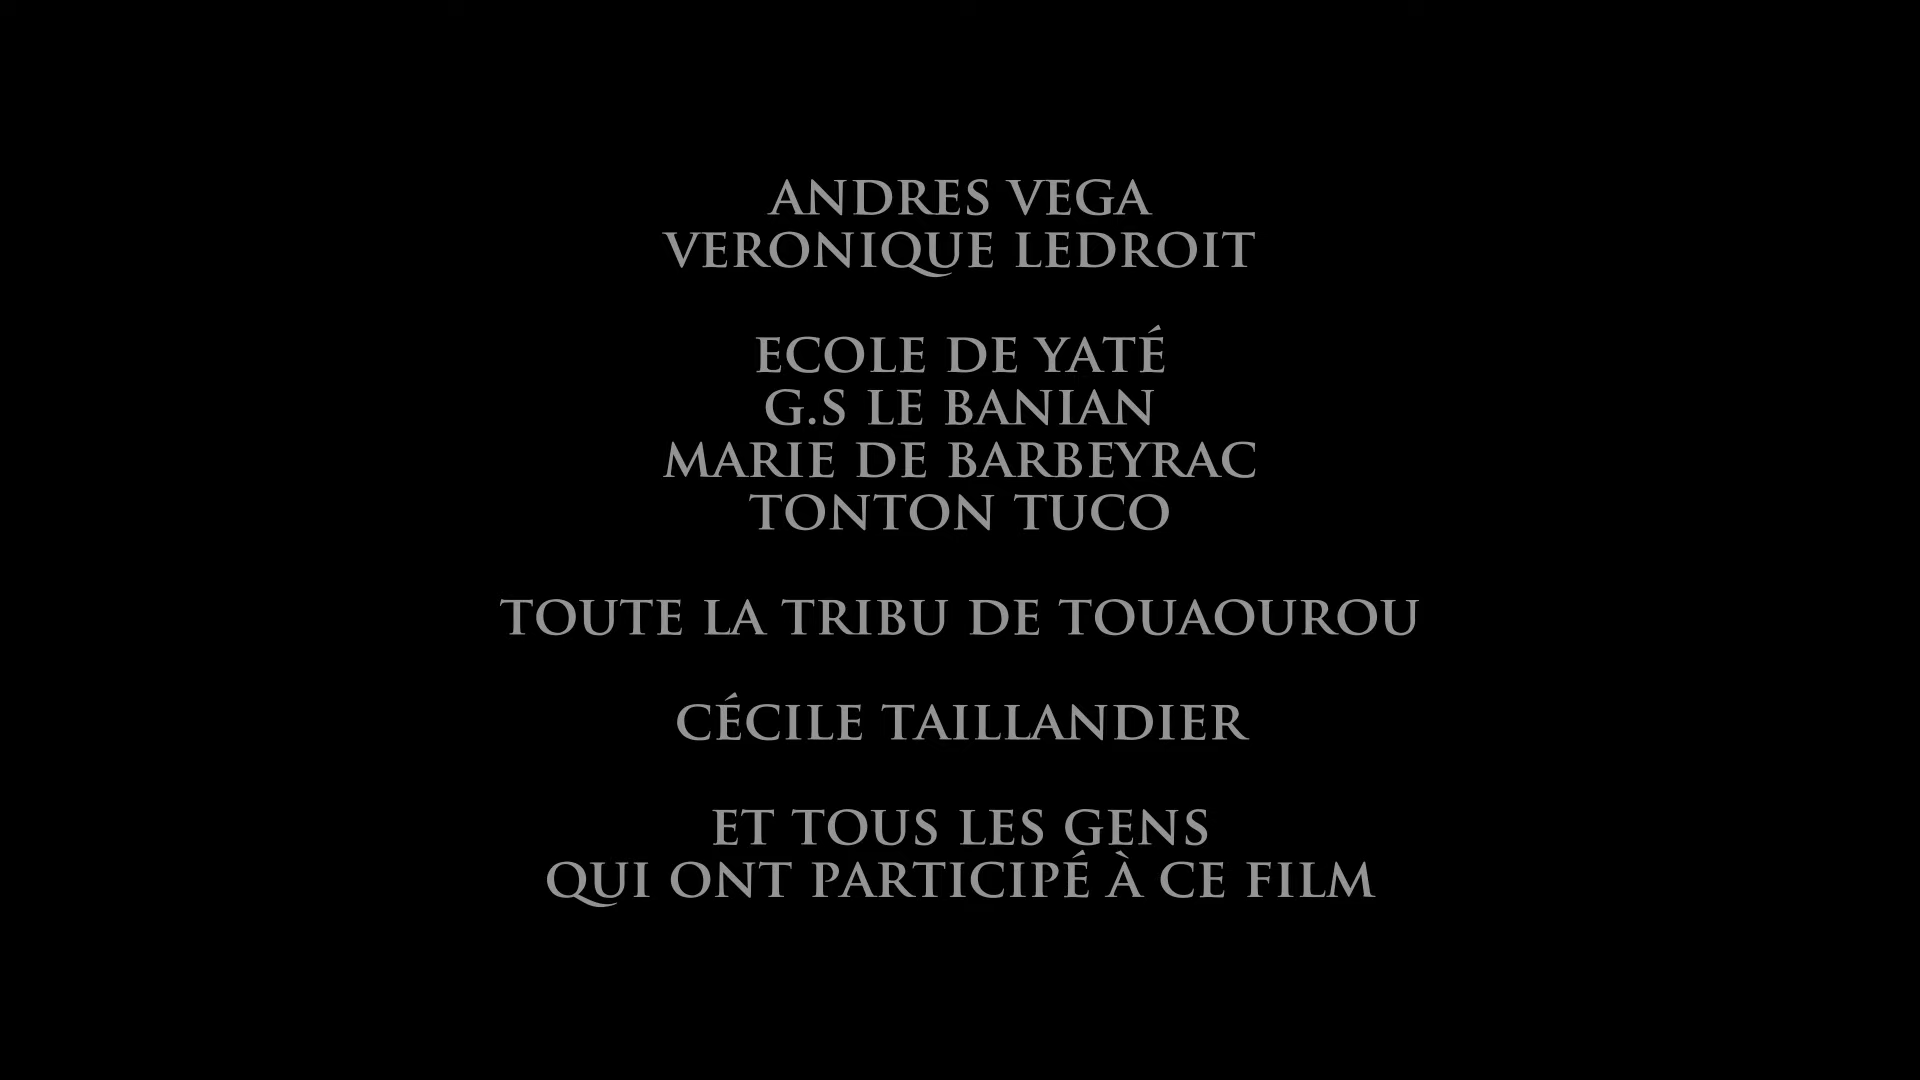 ANDRES VEGA
VERONIQUE LEDROIT
ECOLE DE YATÉ
G.S LE BANIAN
MARIE DE BARBEYRAC
TONTON TUCO
TOUTE LA TRIBU DE TOUAOUROU
CÉCILE TAILLANDIER
ET TOUS LES GENS
QUI ONT PARTICIPÉ À CE FILM